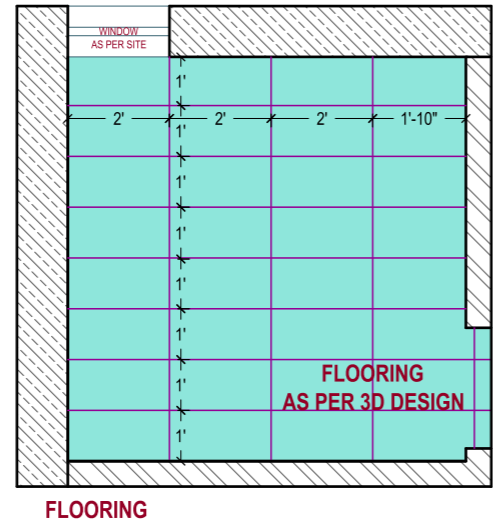 WINDOW
AS PER SITE
1'
2' 2' 2' 1'-10"
1'
1'
1'
1'
1'
1'
1'
FLOORING
AS PER 3D DESIGN
FLOORING